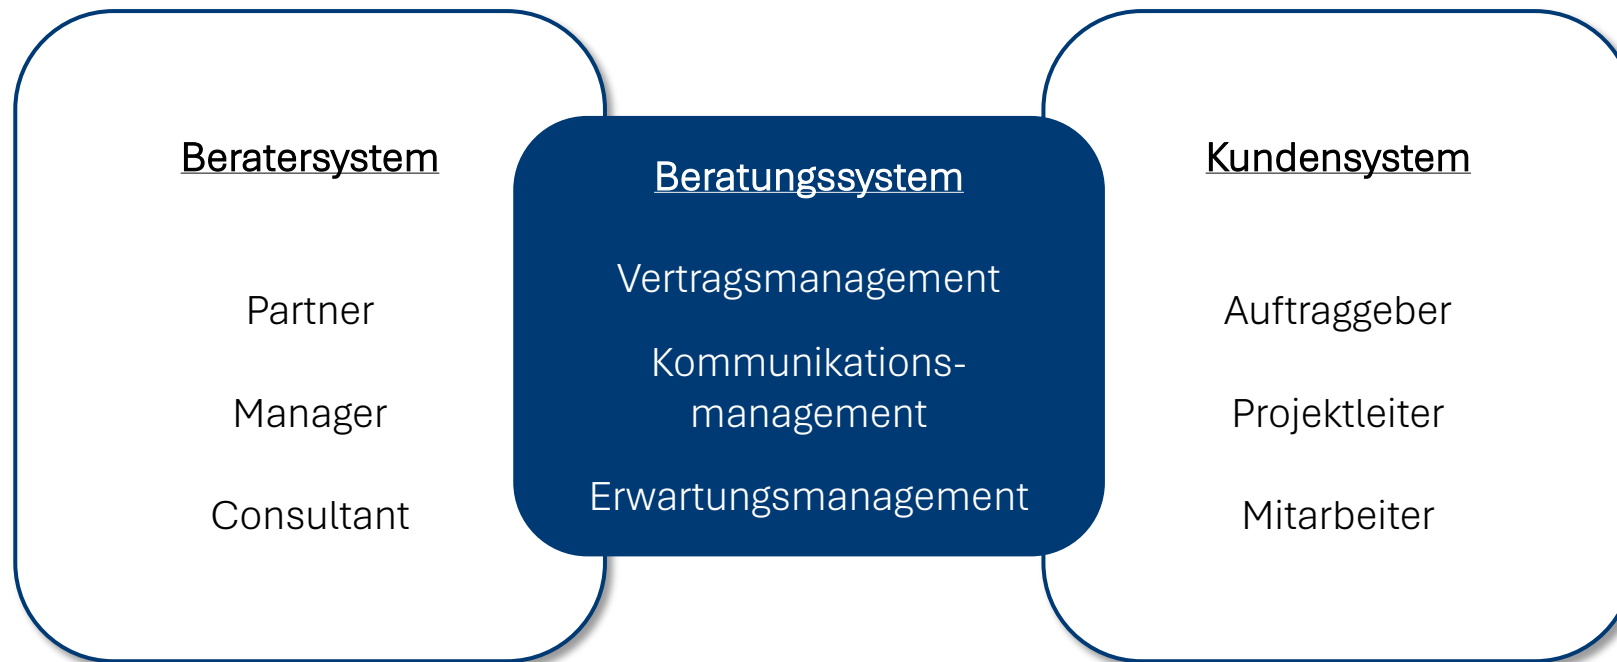 Beratersystem
Partner
Manager
Consultant
Beratungssystem
Vertragsmanagement
Kommunikations-
management
Erwartungsmanagement
Kundensystem
Auftraggeber
Projektleiter
Mitarbeiter